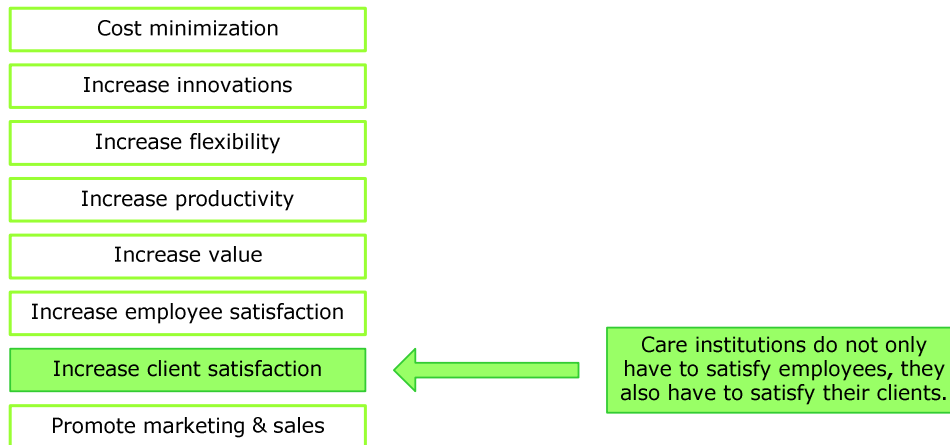 Cost minimization
Increase innovations
Increase flexibility
Increase productivity
Increase value
Increase employee satisfaction
Increase client satisfaction
Promote marketing & sales
Care institutions do not only
have to satisfy employees, they
also have to satisfy their clients.